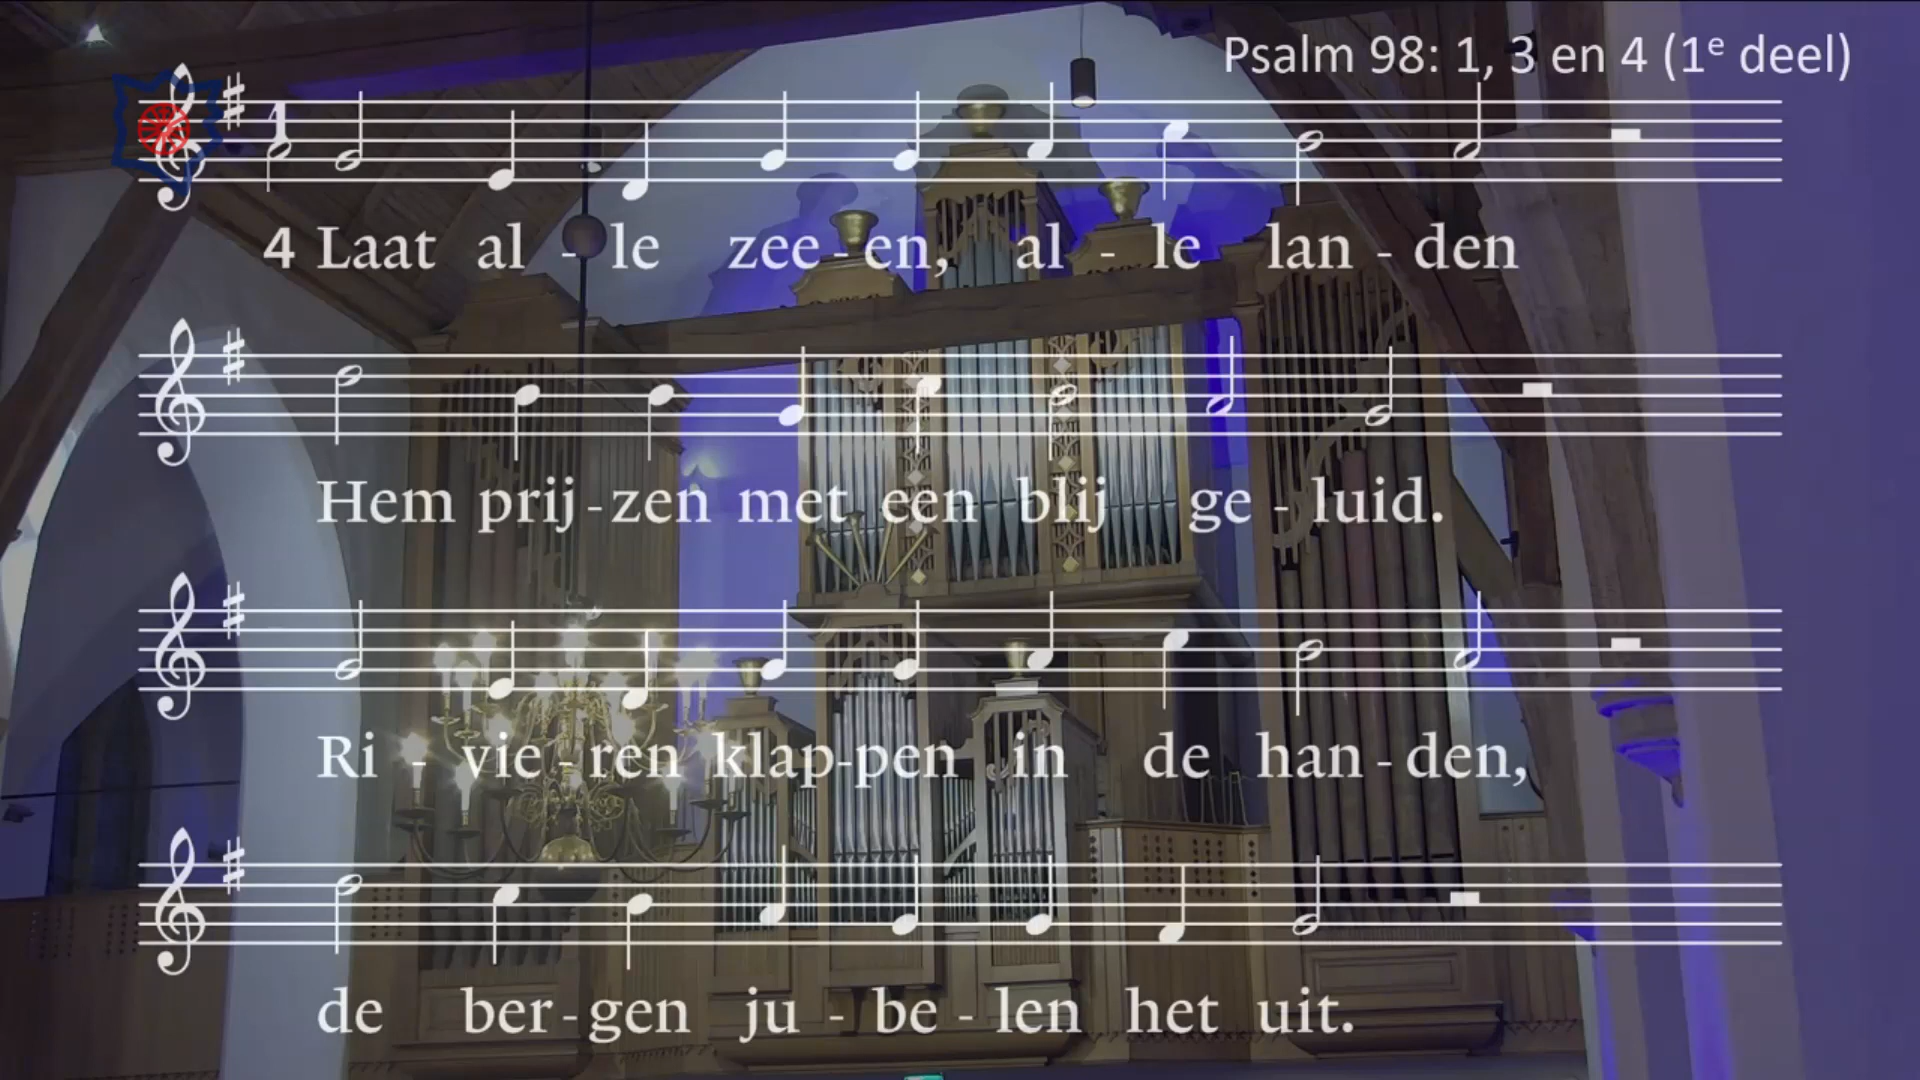 Psalm 98: 1, 3 en 4 (1e deel)
4 Laat al - le zee - en, al - le lan - den
Hem prij - zen met een blij ge - luid.
Ri - vie - ren klap - pen in de han - den,
de ber - gen ju - be - len het uit.